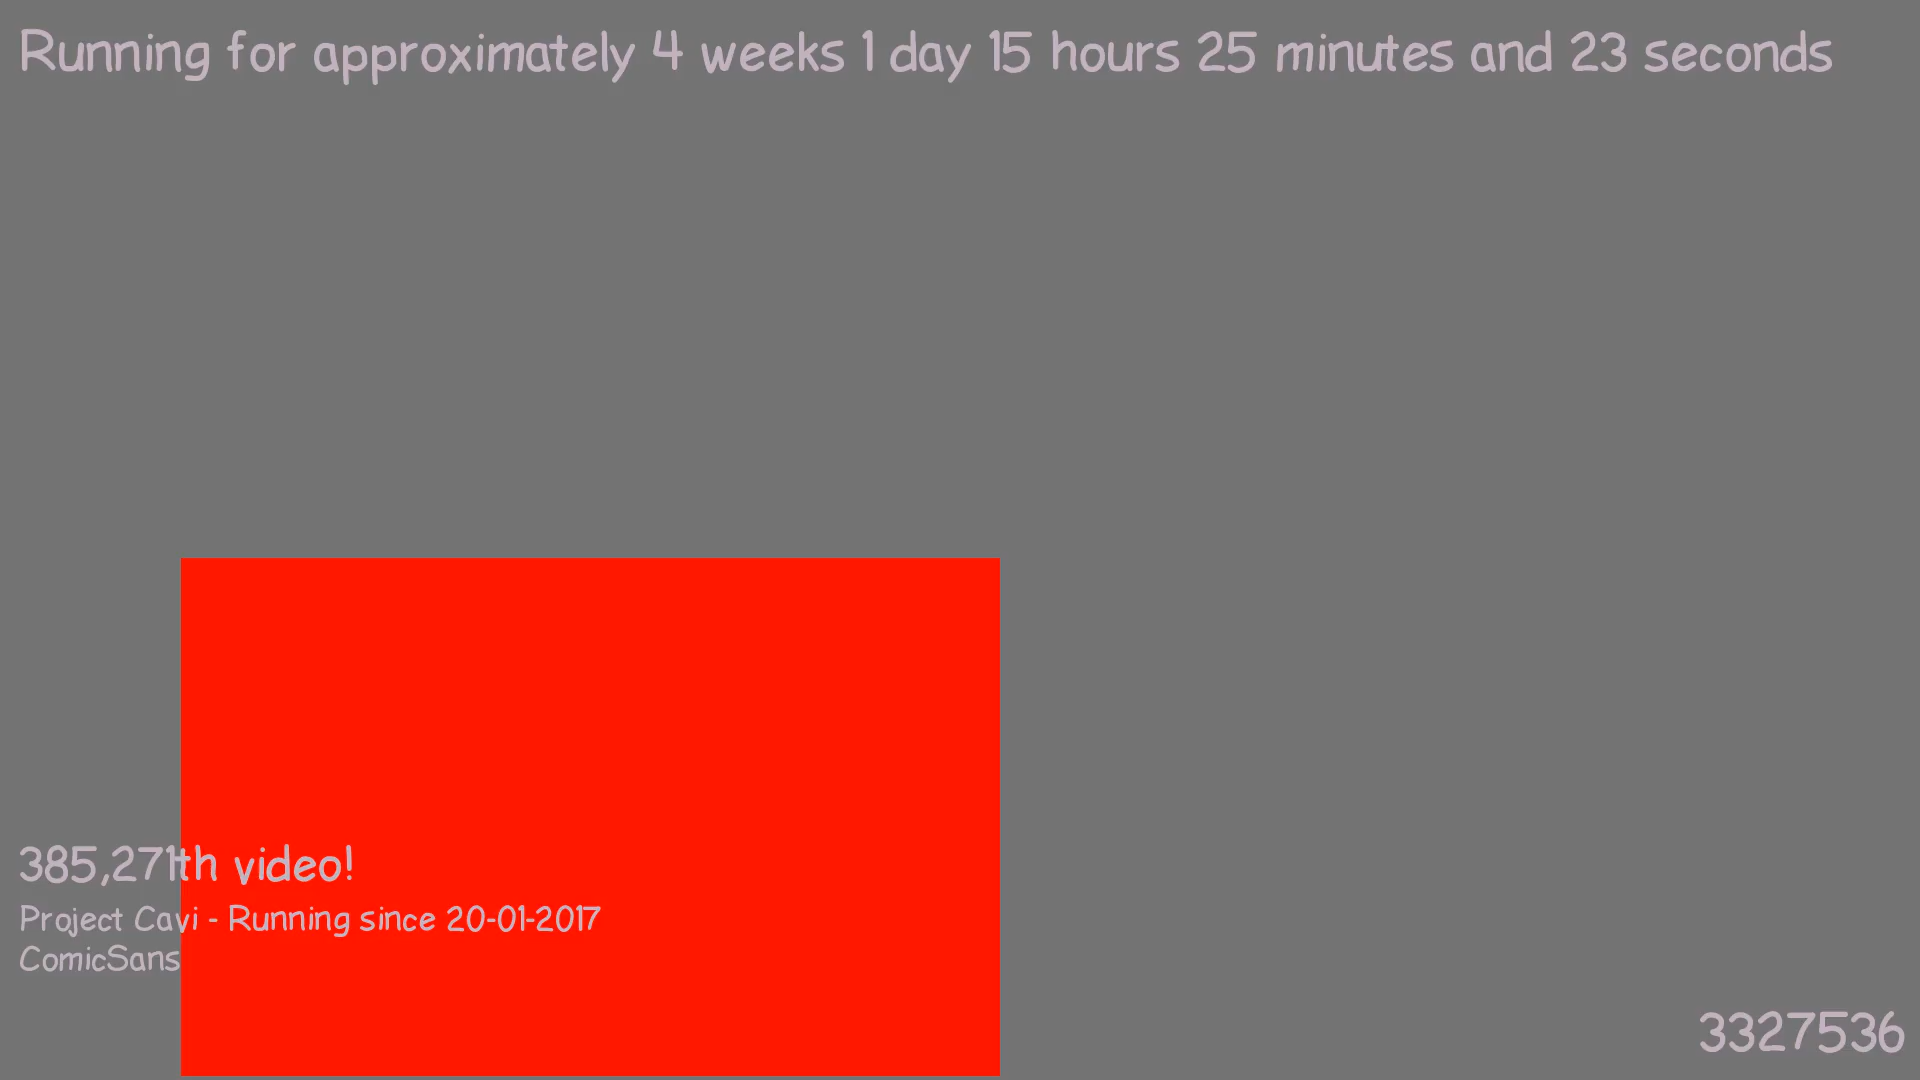 Running for approximately 4 weeks 1 day 15 hours 25 minutes and 23 seconds
385,271th video!
Project Cavi - Running since 20-01-2017
ComicSans
3327536